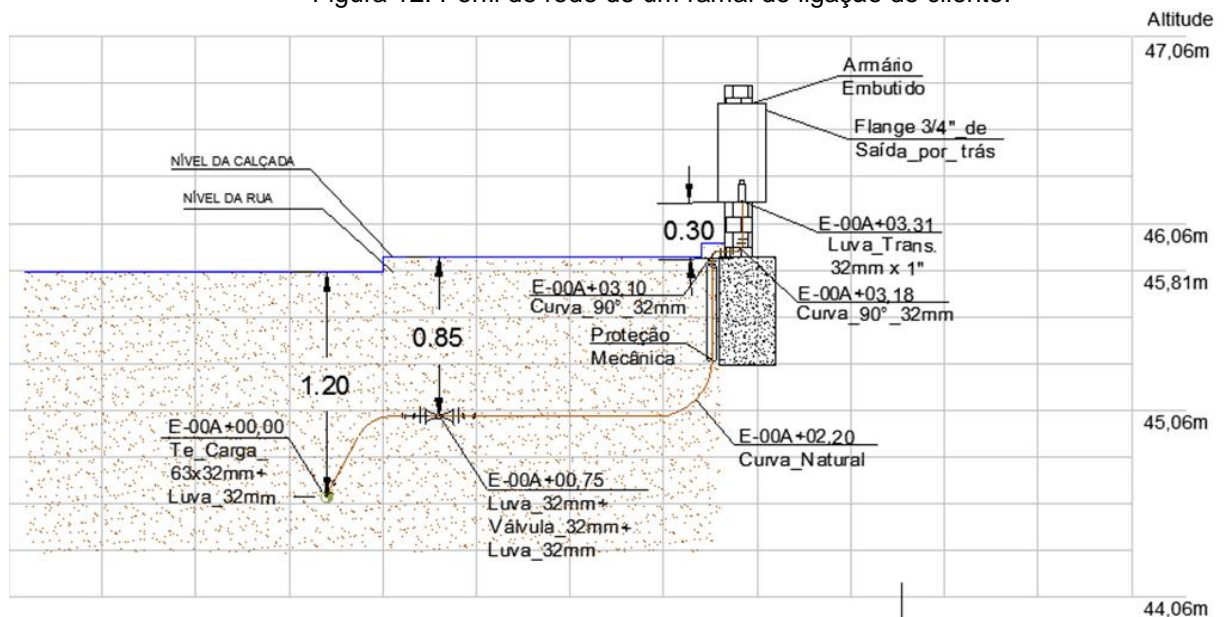 Altitude
47,06m
Armário
Embutido
Flange 3/4"_de
Saída_por_trás
NÍVEL DA CALÇADA
NÍVEL DA RUA
0.30
E-00A+03,31
Luva_Trans.
32mm x 1"
46,06m
45,81m
E-00A+03,10
Curva_90°_32mm
E-00A+03,18
Curva_90°_32mm
0.85
Proteção
Mecânica
1.20
E-00A+00,00
Te_Carga_
63x32mm+
Luva_32mm
E-00A+02,20
Curva_Natural
45,06m
E-00A+00,75
Luva_32mm+
Válvula_32mm+
Luva_32mm
44,06m